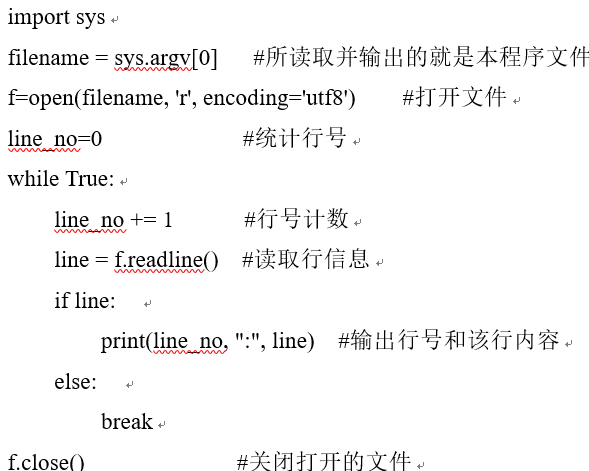 import sys
filename = sys.argv[0] #所读取并输出的就是本程序文件
f=open(filename, 'r', encoding='utf8') #打开文件
line_no=0 #统计行号
while True:
line_no += 1 #行号计数
line = f.readline() #读取行信息
if line:
print(line_no, ":", line) #输出行号和该行内容
else:
break
f.close() #关闭打开的文件